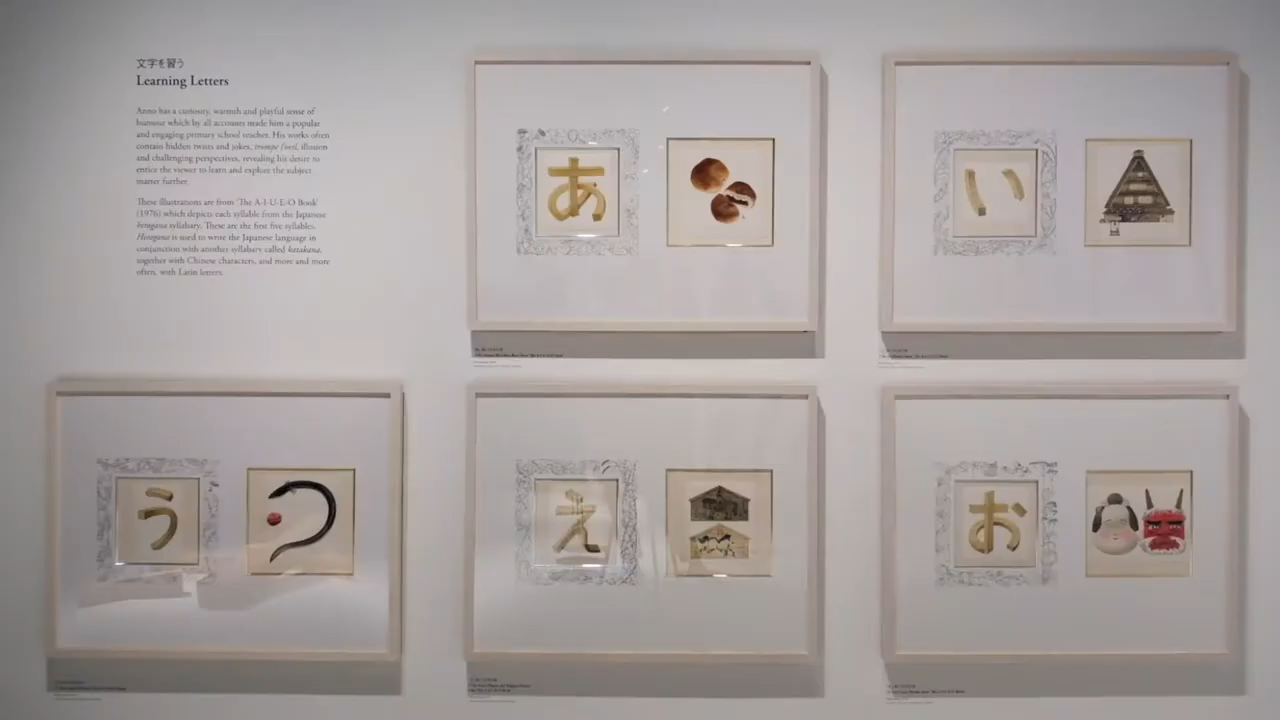 文字を習う
Learning Letters
Anno has a curiosity, warmth and playful sense of
humour which by all accounts made him a popular
and engaging primary school teacher. His works often
contain hidden twists and jokes, trompe l'oeil, illusion
and challenging perspectives, revealing his desire to
entice the viewer to learn and explore the subject
matter further.
These illustrations are from 'The A-I-U-E-O Book'
(1976) which depicts each syllable from the Japanese
hiragana syllabary. These are the first five syllables.
Hiragana is used to write the Japanese language in
conjunction with another syllabary called katakana,
together with Chinese characters, and more and more
often, with Latin letters.
あ
い
う
え
お